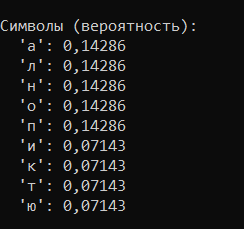 Символы (вероятность):
'а': 0,14286
'л': 0,14286
'н': 0,14286
'о': 0,14286
'п': 0,14286
'и': 0,07143
'к': 0,07143
'т': 0,07143
'ю': 0,07143